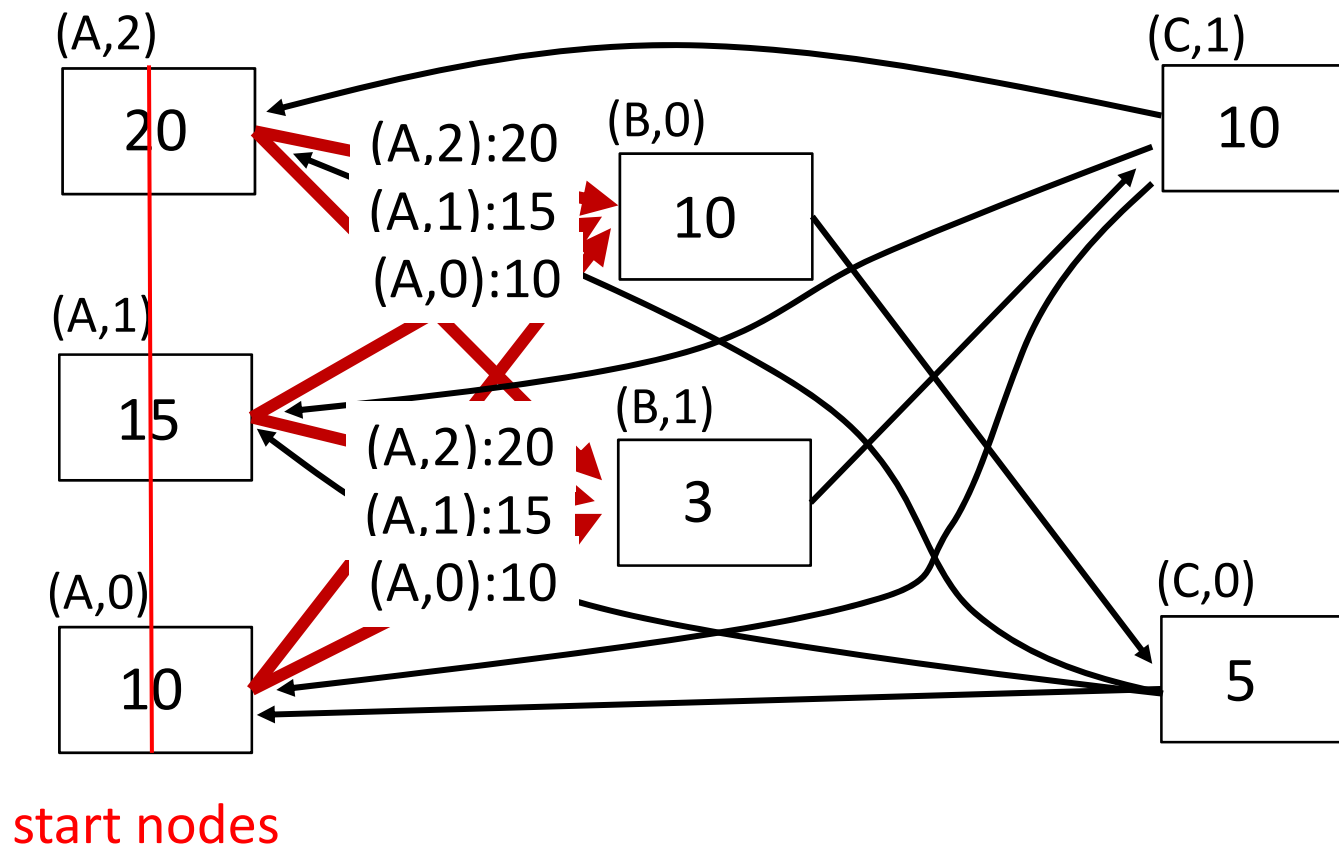 (A,2)
20
(A,2):20
(A,1):15
(A,0):10
(B,0)
10
(C,1)
10
(A,1)
15
(A,2):20
(A,1):15
(A,0):10
(B,1)
3
(A,0)
10
(C,0)
5
start nodes